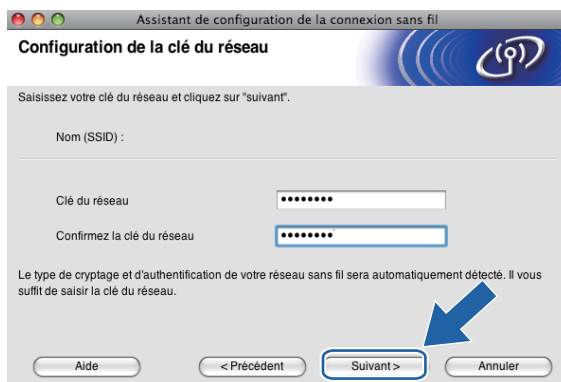 Assistant de configuration de la connexion sans fil
Configuration de la clé du réseau
Saisissez votre clé du réseau et cliquez sur "suivant".
Nom (SSID) :
Clé du réseau ••••••••
Confirmez la clé du réseau ••••••••
Le type de cryptage et d'authentification de votre réseau sans fil sera automatiquement détecté. Il vous
suffit de saisir la clé du réseau.
Aide < Précédent Suivant > Annuler